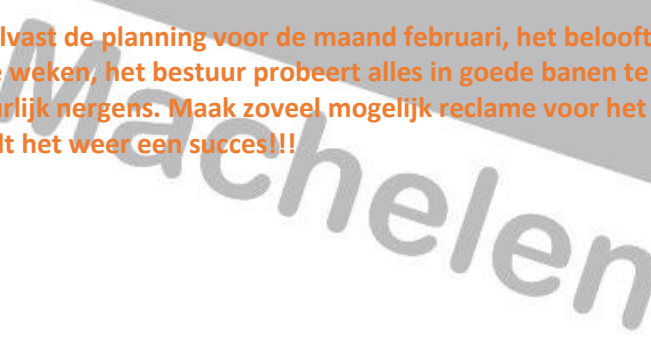 lvast de planning voor de maand februari, het belooft
weken, het bestuur probeert alles in goede banen te
urlijk nergens. Maak zoveel mogelijk reclame voor het
dt het weer een succes!!!
Machelen